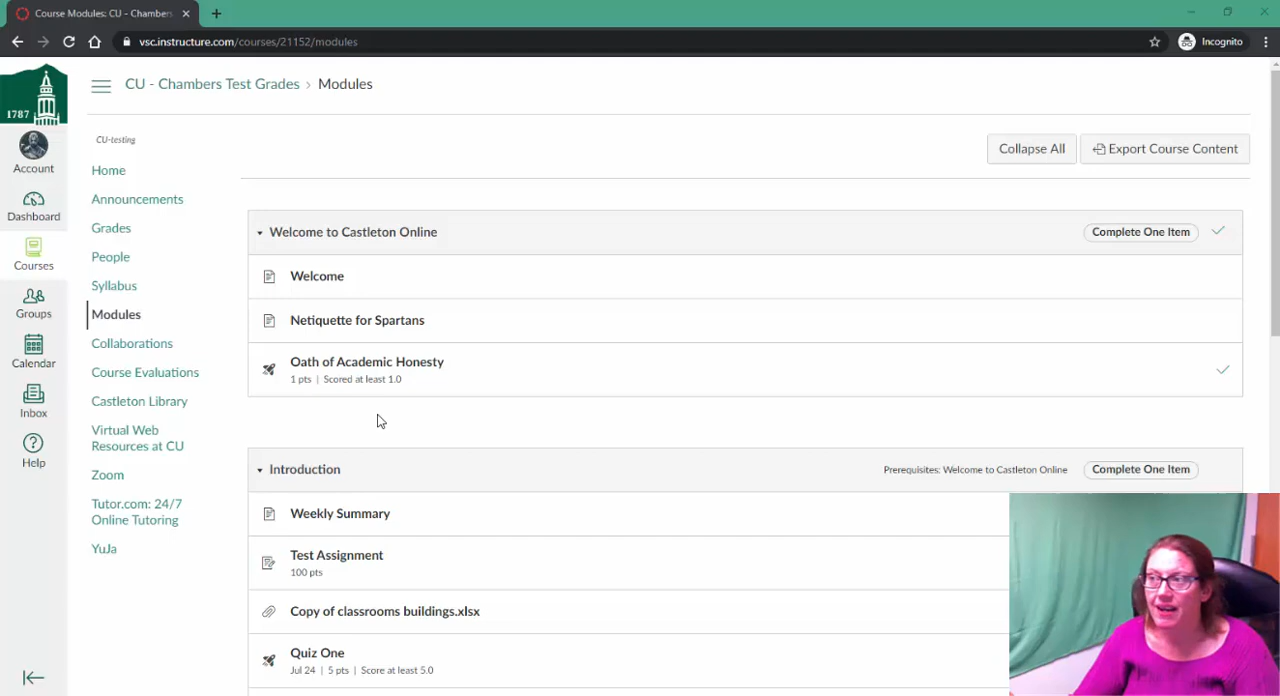 Course Modules: CU - Chambers
vsc.instructure.com/courses/21152/modules
Incognito
1787
CU - Chambers Test Grades › Modules
Account
Dashboard
Courses
Groups
Calendar
Inbox
Help
CU-testing
Home
Announcements
Grades
People
Syllabus
Modules
Collaborations
Course Evaluations
Castleton Library
Virtual Web
Resources at CU
Zoom
Tutor.com: 24/7
Online Tutoring
YuJa
Collapse All
Export Course Content
Welcome to Castleton Online
Complete One Item
Welcome
Netiquette for Spartans
Oath of Academic Honesty
1 pts | Scored at least 1.0
Introduction
Prerequisites: Welcome to Castleton Online
Complete One Item
Weekly Summary
Test Assignment
100 pts
Copy of classrooms buildings.xlsx
Quiz One
Jul 24 | 5 pts | Score at least 5.0